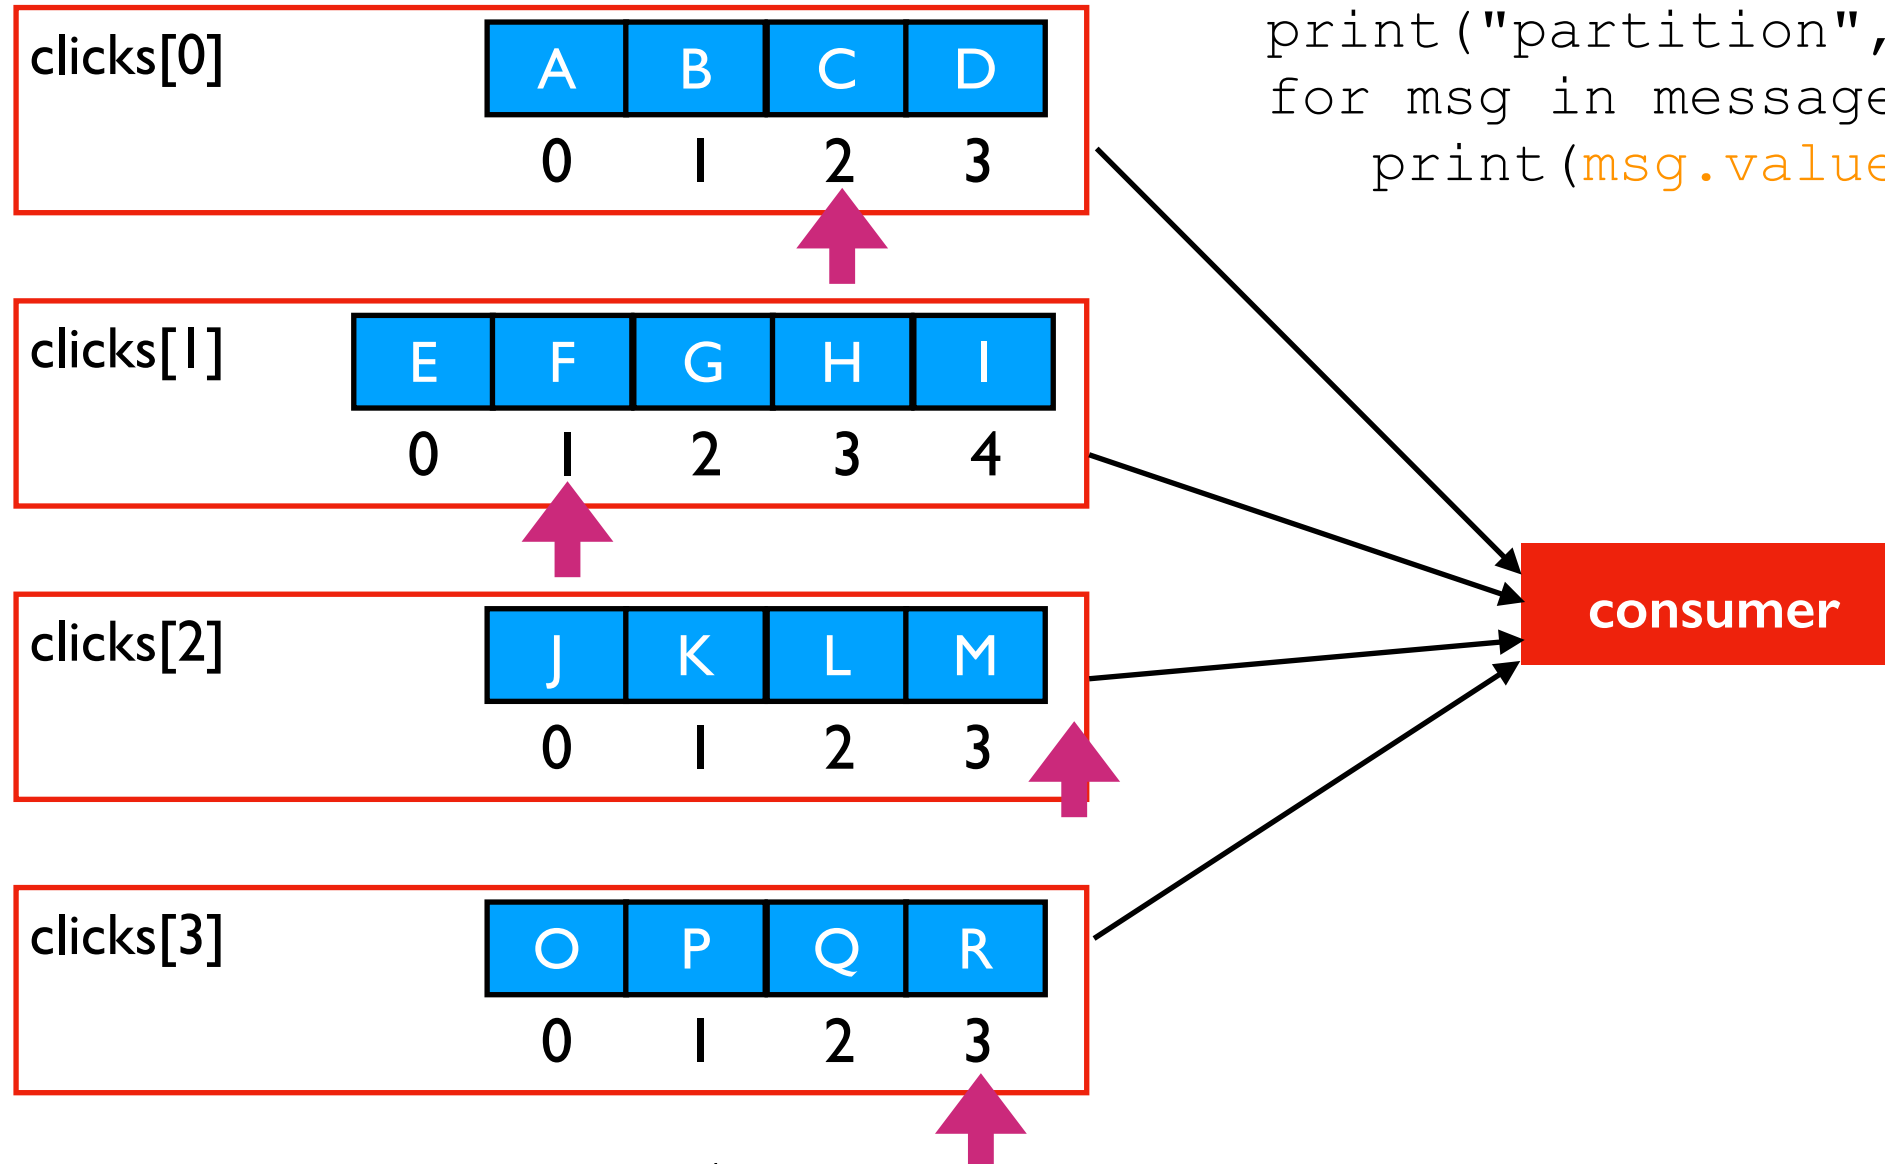 clicks[0]
A B C D
0 1 2 3
print("partition",
for msg in message
print(msg.value
clicks[1]
E F G H I
0 1 2 3 4
clicks[2]
J K L M
0 1 2 3
consumer
clicks[3]
O P Q R
0 1 2 3